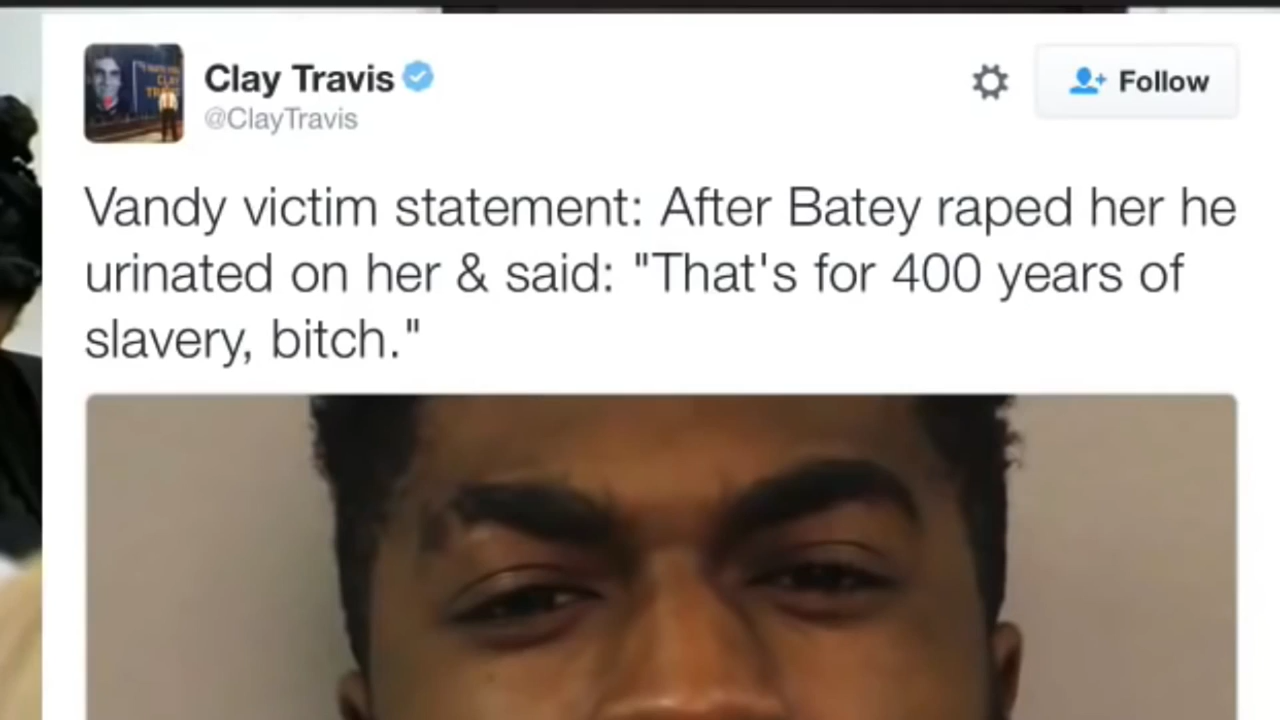 Clay Travis
@ClayTravis
Follow
Vandy victim statement: After Batey raped her he
urinated on her & said: "That's for 400 years of
slavery, bitch."